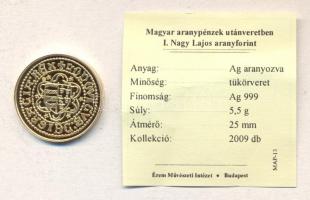 Magyar aranypénzek utánveretben
I. Nagy Lajos aranyforint
Anyag: Ag aranyozva
Minőség: tükörveret
Finomság: Ag 999
Súly: 5,5 g
Átmérő: 25 mm
Kollekció: 2009 db
Érem Művészeti Intézet • Budapest
MAP-13